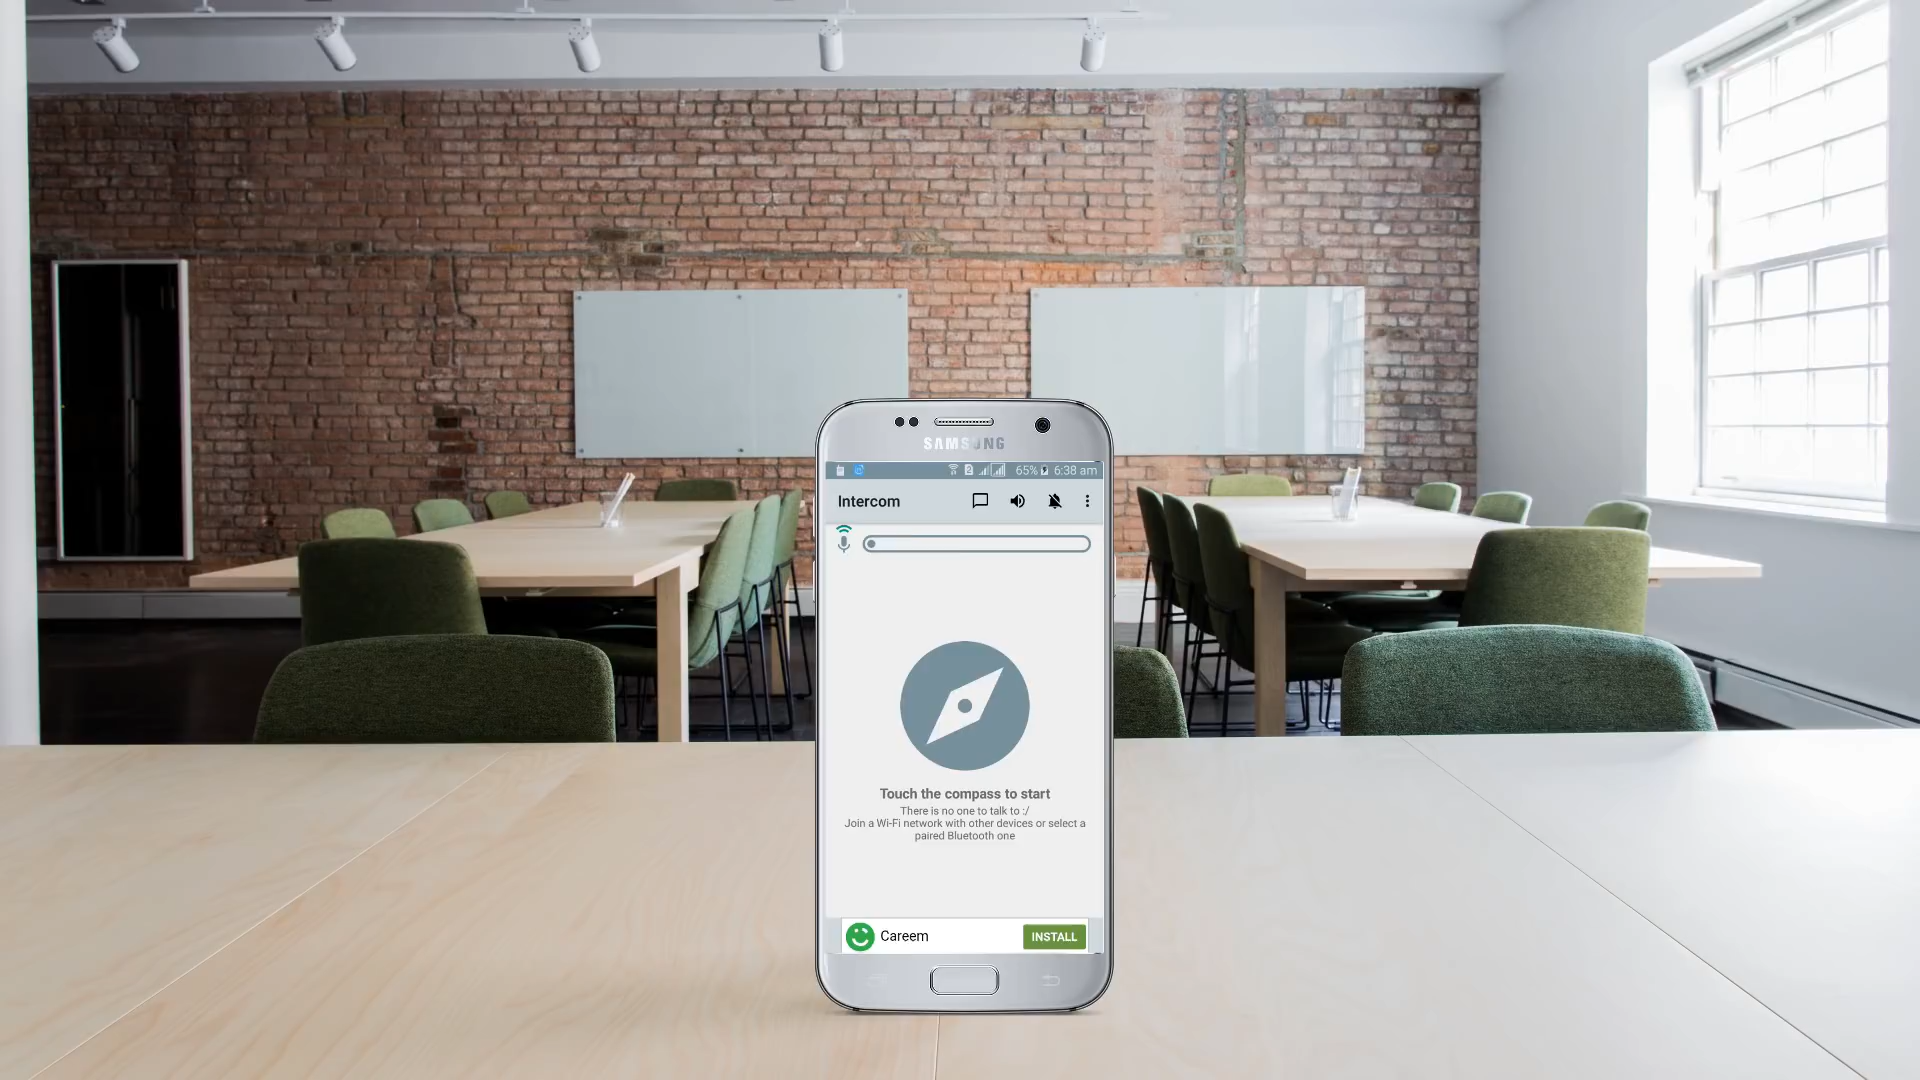 SAMSUNG
65% 6:38 am
Intercom
Touch the compass to start
There is no one to talk to :/
Join a Wi-Fi network with other devices or select a
paired Bluetooth one
Careem
INSTALL